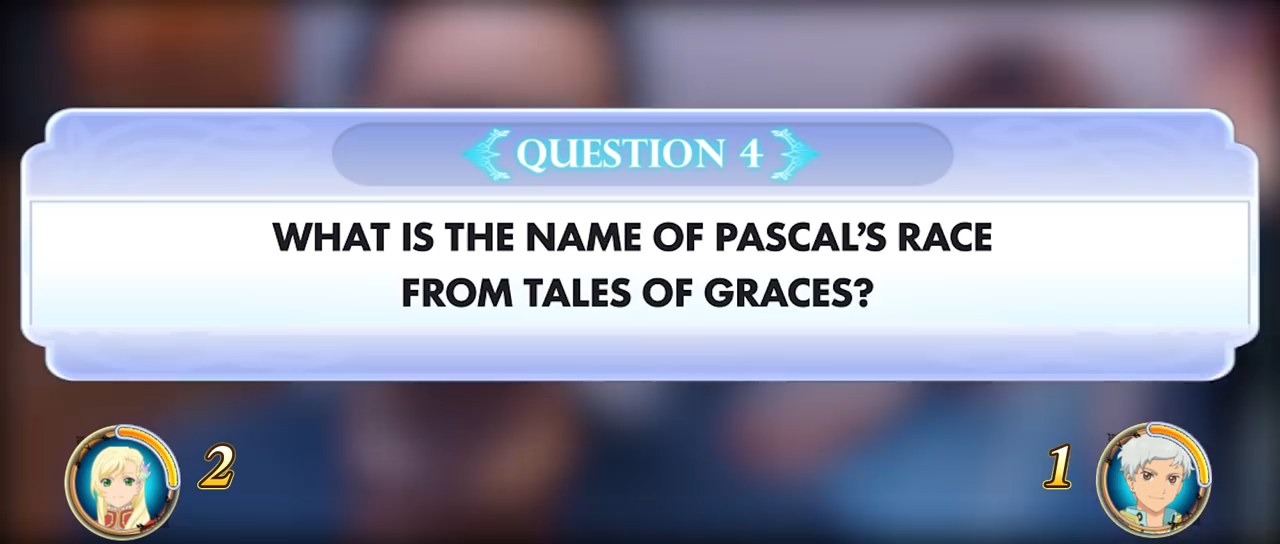 QUESTION 4
WHAT IS THE NAME OF PASCAL'S RACE
FROM TALES OF GRACES?
2
1